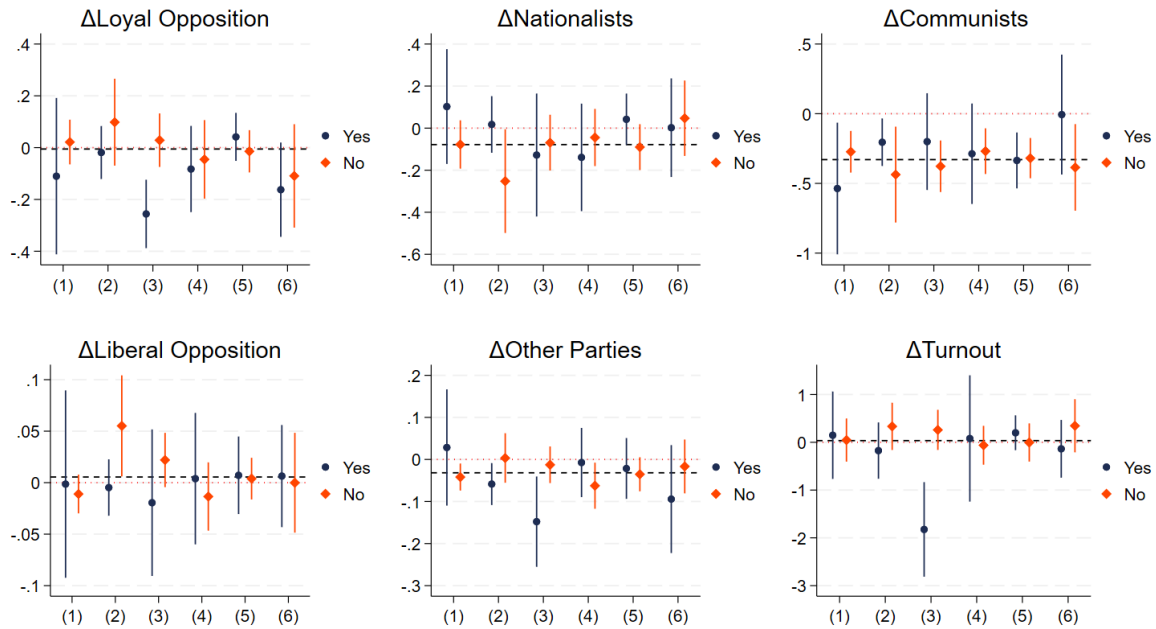 ΔLoyal Opposition
.4
.2
0
-.2
-.4
(1) (2) (3) (4) (5) (6)
Yes
No
ΔNationalists
.4
.2
0
-.2
-.4
-.6
(1) (2) (3) (4) (5) (6)
Yes
No
ΔCommunists
.5
0
-.5
-1
(1) (2) (3) (4) (5) (6)
Yes
No
ΔLiberal Opposition
.1
.05
0
-.05
-.1
(1) (2) (3) (4) (5) (6)
Yes
No
ΔOther Parties
.2
.1
0
-.1
-.2
-.3
(1) (2) (3) (4) (5) (6)
Yes
No
ΔTurnout
1
0
-1
-2
-3
(1) (2) (3) (4) (5) (6)
Yes
No